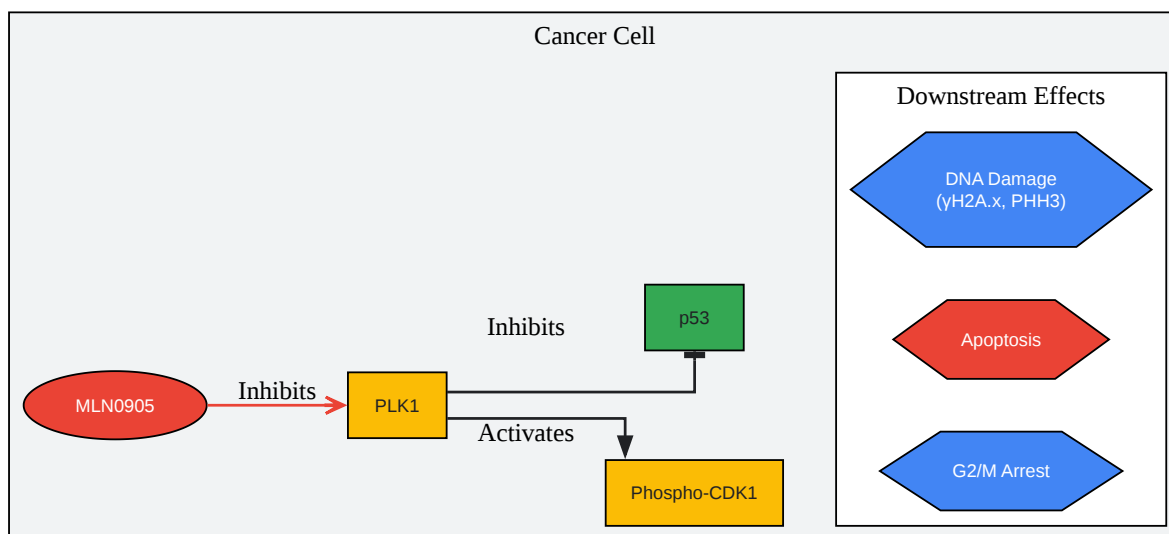 Cancer Cell
Downstream Effects
DNA Damage
(γH2A.x, PHH3)
p53
Inhibits
Apoptosis
Inhibits
MLN0905
PLK1
Activates
G2/M Arrest
Phospho-CDK1